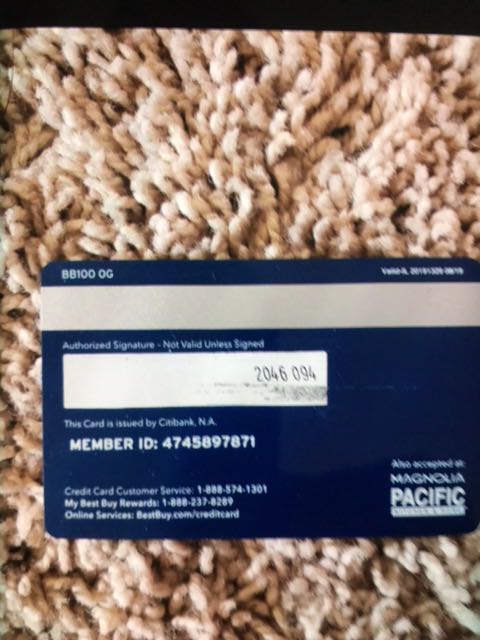 BB100 0G
Authorized Signature - Not Valid Unless Signed
2046 094
This Card is issued by Citibank, N.A.
MEMBER ID: 4745897871
Credit Card Customer Service: 1-888-574-1301
My Best Buy Rewards: 1-888-237-8289
Online Services: BestBuy.com/creditcard
Also accepted at:
MAGNOLIA
PACIFIC